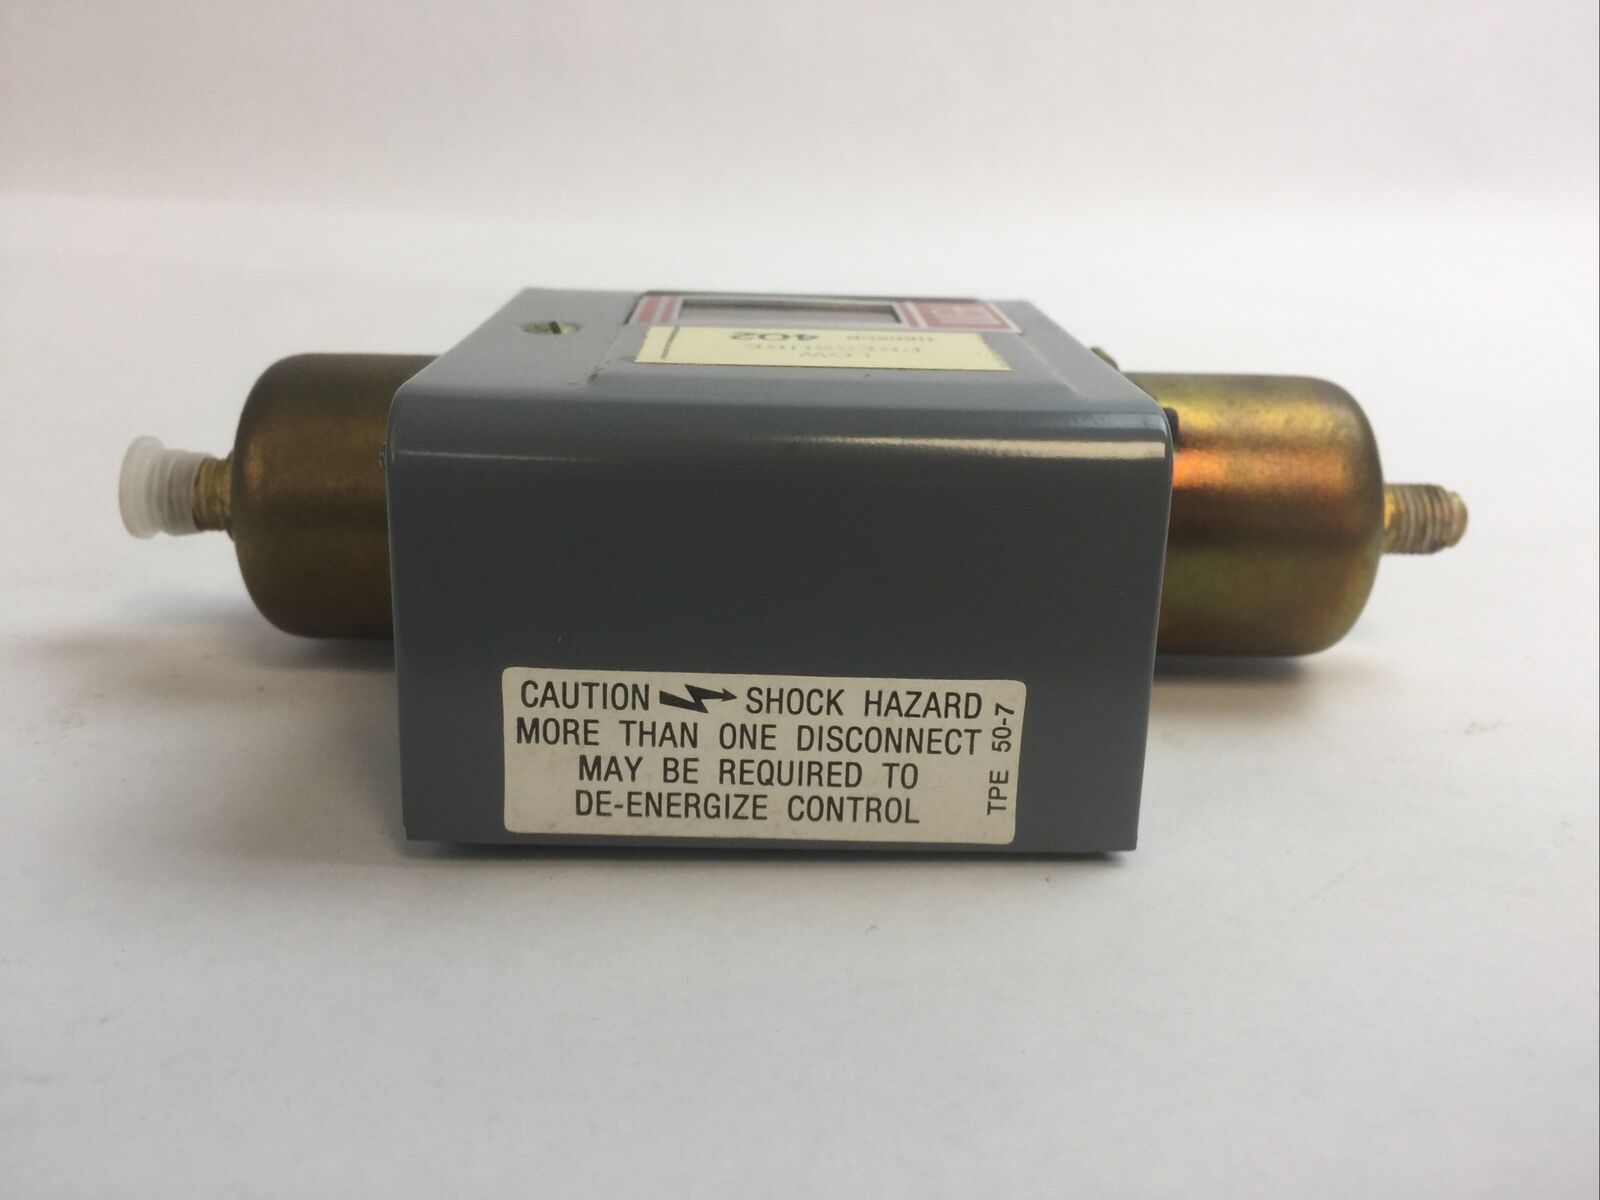 LOW
PRESSURE
402
CAUTION SHOCK HAZARD
MORE THAN ONE DISCONNECT
MAY BE REQUIRED TO
DE-ENERGIZE CONTROL
TPE 50-7